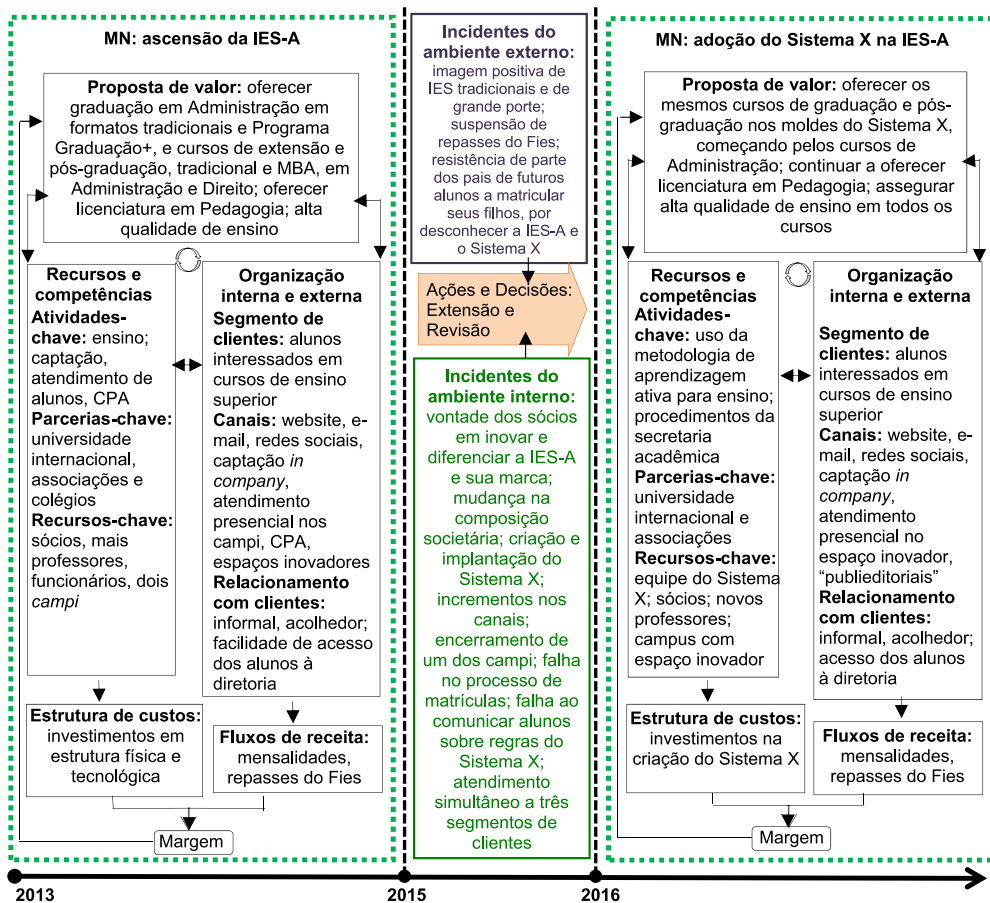 MN: ascensão da IES-A
Proposta de valor: oferecer
graduação em Administração em
formatos tradicionais e Programa
Graduação+, e cursos de extensão e
pós-graduação, tradicional e MBA, em
Administração e Direito; oferecer
licenciatura em Pedagogia; alta
qualidade de ensino
Recursos e
competências
Atividades-
chave: ensino;
captação,
atendimento de
alunos, CPA
Parcerias-chave:
universidade
internacional,
associações e
colégios
Recursos-chave:
sócios, mais
professores,
funcionários, dois
campi
Organização
interna e externa
Segmento de
clientes: alunos
interessados em
cursos de ensino
superior
Canais: website, e-
mail, redes sociais,
captação in
company,
atendimento
presencial nos
campi, CPA,
espaços inovadores
Relacionamento
com clientes:
informal, acolhedor;
facilidade de acesso
dos alunos à
diretoria
Estrutura de custos:
investimentos em
estrutura física e
tecnológica
Fluxos de receita:
mensalidades,
repasses do Fies
Margem
Incidentes do
ambiente externo:
imagem positiva de
IES tradicionais e de
grande porte;
suspensão de
repasses do Fies;
resistência de parte
dos pais de futuros
alunos a matricular
seus filhos, por
desconhecer a IES-A e
o Sistema X
Ações e Decisões:
Extensão e
Revisão
Incidentes do
ambiente interno:
vontade dos sócios
em inovar e
diferenciar a IES-A
e sua marca;
mudança na
composição
societária; criação e
implantação do
Sistema X;
incrementos nos
canais;
encerramento de
um dos campi; falha
no processo de
matrículas; falha ao
comunicar alunos
sobre regras do
Sistema X;
atendimento
simultâneo a três
segmentos de
clientes
MN: adoção do Sistema X na IES-A
Proposta de valor: oferecer os
mesmos cursos de graduação e pós-
graduação nos moldes do Sistema X,
começando pelos cursos de
Administração; continuar a oferecer
licenciatura em Pedagogia; assegurar
alta qualidade de ensino em todos os
cursos
Recursos e
competências
Atividades-
chave: uso da
metodologia de
aprendizagem
ativa para ensino;
procedimentos da
secretaria
acadêmica
Parcerias-chave:
universidade
internacional e
associações
Recursos-chave:
equipe do Sistema
X; sócios; novos
professores;
campus com
espaço inovador
Organização
interna e externa
Segmento de
clientes: alunos
interessados em
cursos de ensino
superior
Canais: website, e-
mail, redes sociais,
captação in
company,
atendimento
presencial no
espaço inovador,
“publieditoriais”
Relacionamento
com clientes:
informal, acolhedor;
acesso dos alunos
à diretoria
Estrutura de custos:
investimentos na
criação do Sistema X
Fluxos de receita:
mensalidades,
repasses do Fies
Margem
2013
2015
2016